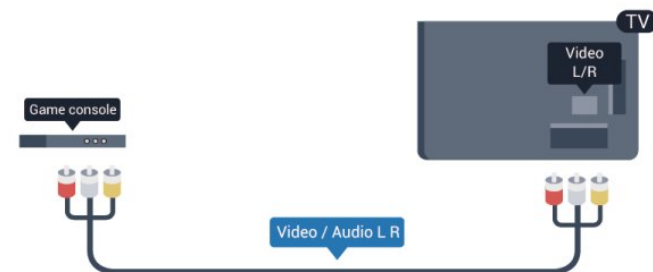 TV
Video
L/R
Game console
Video / Audio L R